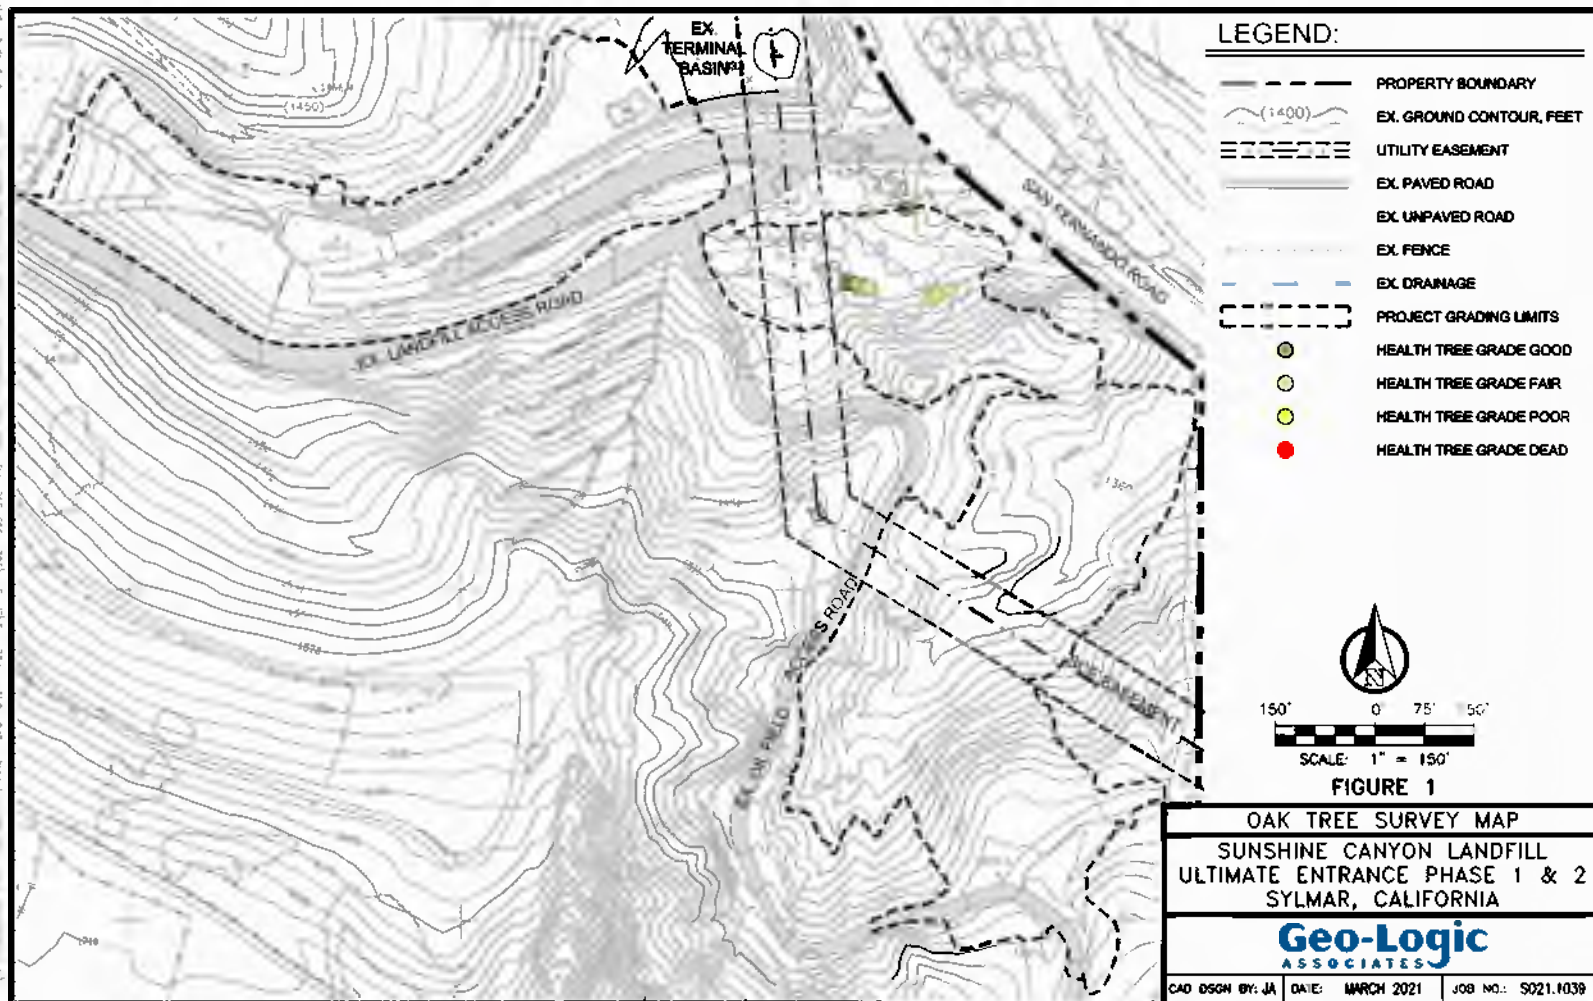 EX.
TERMINAL
BASIN
(1450)
SAN FERNANDO ROAD
EX. LANDFILL ACCESS ROAD
1360
EX. OIL FIELD ACCESS ROAD
EASEMENT
LEGEND:
PROPERTY BOUNDARY
(1400)
EX. GROUND CONTOUR, FEET
UTILITY EASEMENT
EX. PAVED ROAD
EX. UNPAVED ROAD
EX. FENCE
EX. DRAINAGE
PROJECT GRADING LIMITS
HEALTH TREE GRADE GOOD
HEALTH TREE GRADE FAIR
HEALTH TREE GRADE POOR
HEALTH TREE GRADE DEAD
N
150' 0 75'
SCALE: 1" = 150'
FIGURE 1
OAK TREE SURVEY MAP
SUNSHINE CANYON LANDFILL
ULTIMATE ENTRANCE PHASE 1 & 2
SYLMAR, CALIFORNIA
Geo-Logic
ASSOCIATES
CAD DSGN BY: JA DATE: MARCH 2021 JOB NO.: SO21.1039